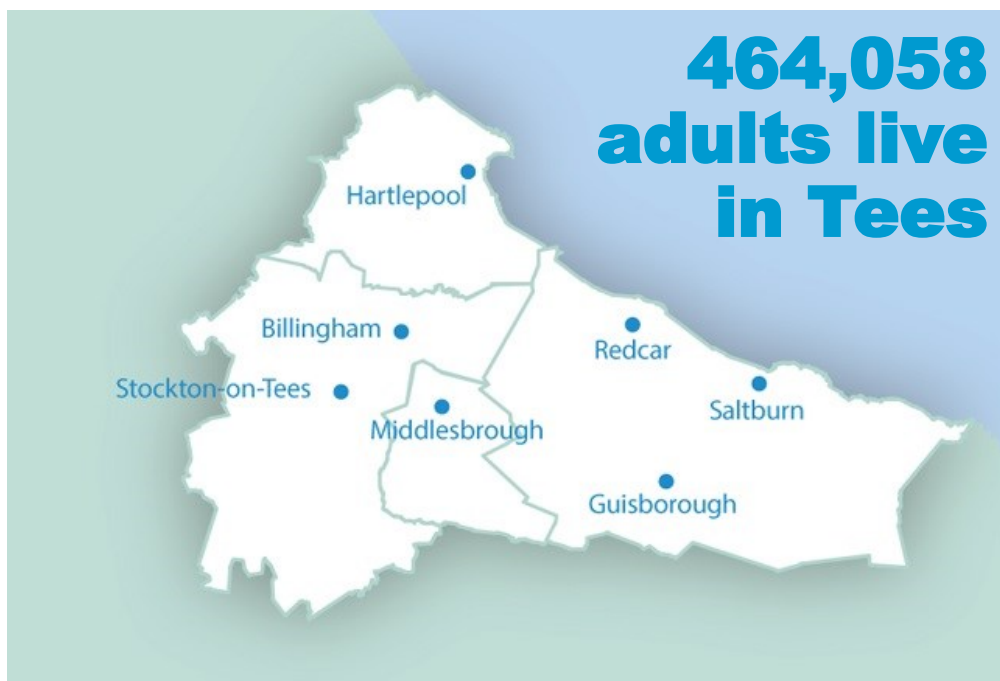 464,058
adults live
in Tees
Hartlepool
Billingham
Redcar
Stockton-on-Tees
Saltburn
Middlesbrough
Guisborough